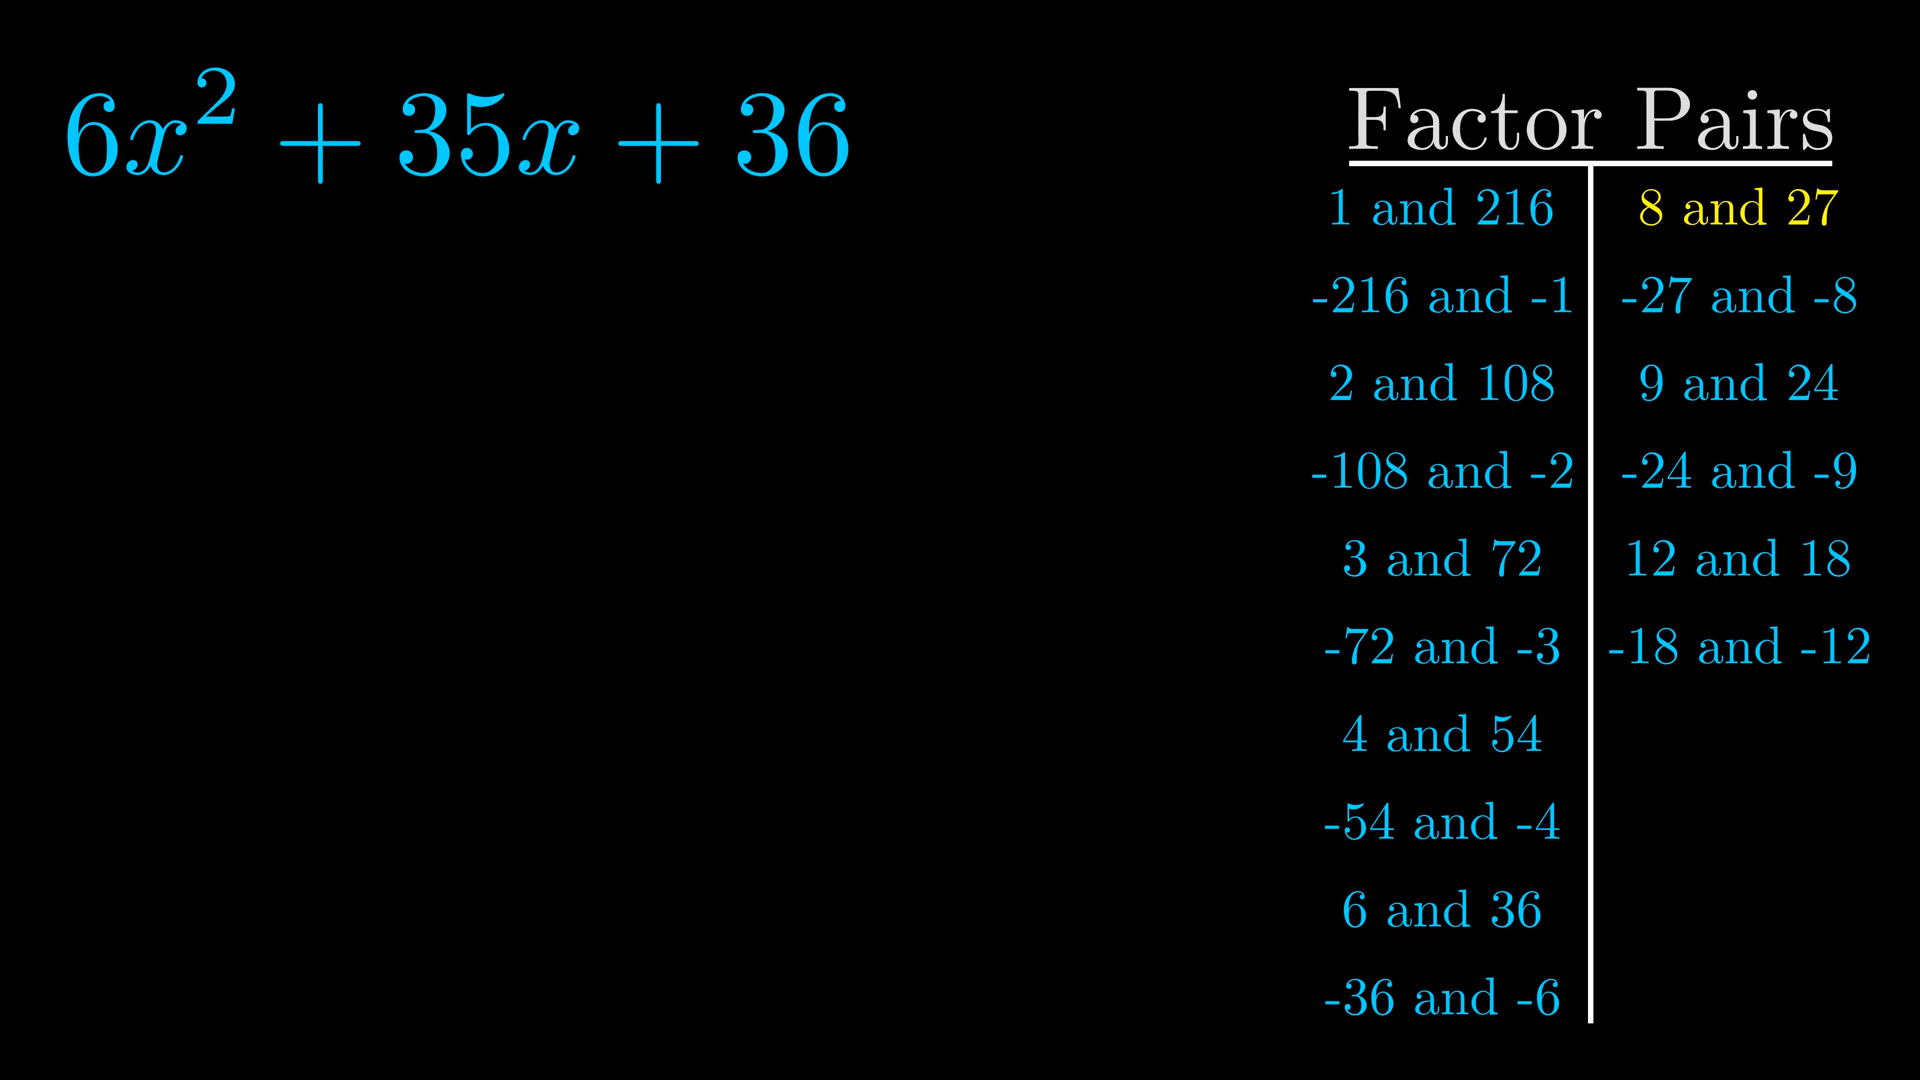 6x² + 35x + 36
Factor Pairs
1 and 216
-216 and -1
2 and 108
-108 and -2
3 and 72
-72 and -3
4 and 54
-54 and -4
6 and 36
-36 and -6
8 and 27
-27 and -8
9 and 24
-24 and -9
12 and 18
-18 and -12